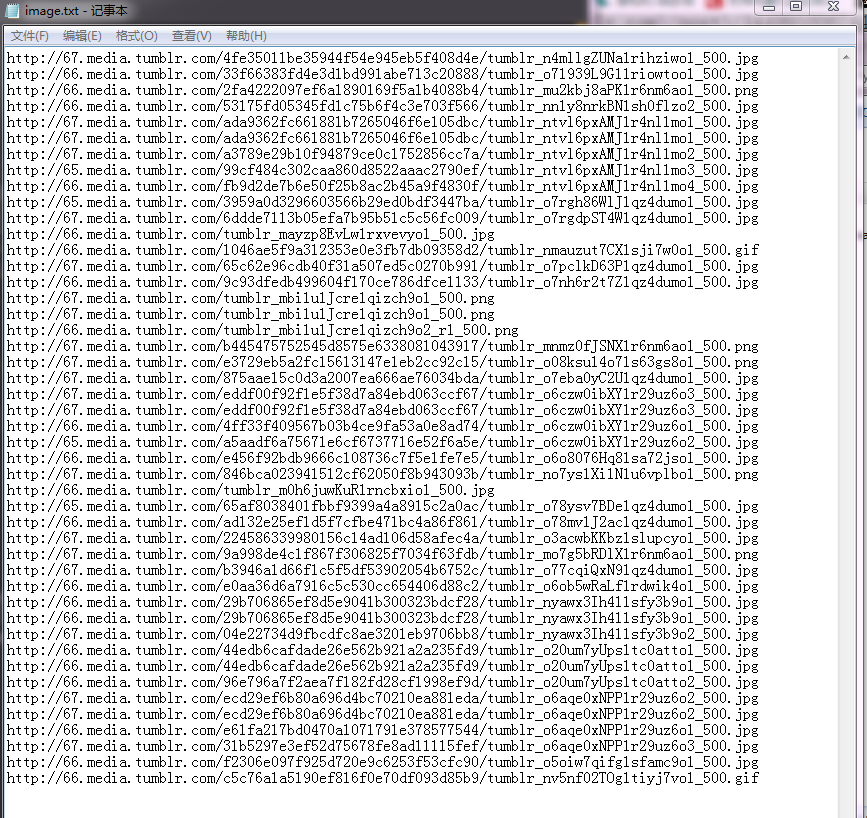 image.txt - 记事本
文件(F) 编辑(E) 格式(O) 查看(V) 帮助(H)
http://67.media.tumblr.com/4fe35011be35944f54e945eb5f408d4e/tumblr_n4mllgZUNa1rihziwo1_500.jpg
http://66.media.tumblr.com/33f66383fd4e3d1bd991abe713c20888/tumblr_o71939L9G11riowtoo1_500.jpg
http://66.media.tumblr.com/2fa4222097ef6a1890169f5a1b4088b4/tumblr_mu2kbj8aPK1r6nm6ao1_500.png
http://66.media.tumblr.com/53175fd05345fd1c75b6f4c3e703f566/tumblr_nnly8nrkBN1sh0flzo2_500.jpg
http://67.media.tumblr.com/ada9362fc661881b7265046f6e105dbc/tumblr_ntvl6pxAMJ1r4nl1mo1_500.jpg
http://67.media.tumblr.com/ada9362fc661881b7265046f6e105dbc/tumblr_ntvl6pxAMJ1r4nl1mo1_500.jpg
http://67.media.tumblr.com/a3789e29b10f94879ce0c1752856cc7a/tumblr_ntvl6pxAMJ1r4nl1mo2_500.jpg
http://65.media.tumblr.com/99cf484c302caa860d8522aaac2790ef/tumblr_ntvl6pxAMJ1r4nl1mo3_500.jpg
http://66.media.tumblr.com/fb9d2de7b6e50f25b8ac2b45a9f4830f/tumblr_ntvl6pxAMJ1r4nl1mo4_500.jpg
http://65.media.tumblr.com/3959a0d3296603566b29ed0bdf3447ba/tumblr_o7rgh86WlJ1qz4dumo1_500.jpg
http://67.media.tumblr.com/6ddde7113b05efa7b95b51c5c56fc009/tumblr_o7rgdpST4W1qz4dumo1_500.jpg
http://66.media.tumblr.com/tumblr_mayzp8EvLw1rxvevyo1_500.jpg
http://66.media.tumblr.com/1046ae5f9a312353e0e3fb7db09358d2/tumblr_nmauzut7CX1sji7w0o1_500.gif
http://66.media.tumblr.com/65c62e96cdb40f31a507ed5c0270b991/tumblr_o7pclkD63P1qz4dumo1_500.jpg
http://66.media.tumblr.com/9c93dfedb499604f170ce786dfce1133/tumblr_o7nh6r2t7Z1qz4dumo1_500.jpg
http://67.media.tumblr.com/tumblr_mbi1u1Jcre1qizch9o1_500.png
http://67.media.tumblr.com/tumblr_mbi1u1Jcre1qizch9o1_500.png
http://66.media.tumblr.com/tumblr_mbi1u1Jcre1qizch9o2_r1_500.png
http://67.media.tumblr.com/b445475752545d8575e6338081043917/tumblr_mnmz0fJSNX1r6nm6ao1_500.png
http://67.media.tumblr.com/e3729eb5a2fc15613147e1eb2cc92c15/tumblr_o08ksu14o71s63gs8o1_500.png
http://67.media.tumblr.com/875aae15c0d3a2007ea666ae76034bda/tumblr_o7eba0yC2U1qz4dumo1_500.jpg
http://67.media.tumblr.com/eddf00f92f1e5f38d7a84ebd063ccf67/tumblr_o6czw0ibXY1r29uz6o3_500.jpg
http://67.media.tumblr.com/eddf00f92f1e5f38d7a84ebd063ccf67/tumblr_o6czw0ibXY1r29uz6o3_500.jpg
http://66.media.tumblr.com/4ff33f409567b03b4ce9fa53a0e8ad74/tumblr_o6czw0ibXY1r29uz6o1_500.jpg
http://65.media.tumblr.com/a5aadf6a75671e6cf6737716e52f6a5e/tumblr_o6czw0ibXY1r29uz6o2_500.jpg
http://66.media.tumblr.com/e456f92bdb9666c108736c7f5e1fe7e5/tumblr_o6o8076Hq81sa72jso1_500.jpg
http://67.media.tumblr.com/846bca023941512cf62050f8b943093b/tumblr_no7yslXi1N1u6vplbo1_500.png
http://66.media.tumblr.com/tumblr_m0h6juwKuR1rncbxio1_500.jpg
http://65.media.tumblr.com/65af8038401fbbf9399a4a8915c2a0ac/tumblr_o78ysv7BDe1qz4dumo1_500.jpg
http://66.media.tumblr.com/ad132e25ef1d5f7cfbe471bc4a86f861/tumblr_o78mvlJ2ac1qz4dumo1_500.jpg
http://66.media.tumblr.com/224586339980156c14ad106d58afec4a/tumblr_o3acwbKKbz1slupcyo1_500.jpg
http://66.media.tumblr.com/9a998de4c1f867f306825f7034f63fdb/tumblr_mo7g5bRDlX1r6nm6ao1_500.png
http://67.media.tumblr.com/b3946a1d66f1c5f5df53902054b6752c/tumblr_o77cqiQxN91qz4dumo1_500.jpg
http://66.media.tumblr.com/e0aa36d6a7916c5c530cc654406d88c2/tumblr_o6ob5wRaLf1rdwik4o1_500.jpg
http://66.media.tumblr.com/29b706865ef8d5e9041b300323bdcf28/tumblr_nyawx3Ih411sfy3b9o1_500.jpg
http://66.media.tumblr.com/29b706865ef8d5e9041b300323bdcf28/tumblr_nyawx3Ih411sfy3b9o1_500.jpg
http://67.media.tumblr.com/04e22734d9fbcdfc8ae3201eb9706bb8/tumblr_nyawx3Ih411sfy3b9o2_500.jpg
http://66.media.tumblr.com/44edb6cafdade26e562b921a2a235fd9/tumblr_o20um7yUps1tc0atto1_500.jpg
http://66.media.tumblr.com/44edb6cafdade26e562b921a2a235fd9/tumblr_o20um7yUps1tc0atto1_500.jpg
http://66.media.tumblr.com/96e796a7f2aea7f182fd28cf1998ef9d/tumblr_o20um7yUps1tc0atto2_500.jpg
http://67.media.tumblr.com/ecd29ef6b80a696d4bc70210ea881eda/tumblr_o6aqe0xNPP1r29uz6o2_500.jpg
http://67.media.tumblr.com/ecd29ef6b80a696d4bc70210ea881eda/tumblr_o6aqe0xNPP1r29uz6o2_500.jpg
http://66.media.tumblr.com/e61fa217bd0470a1071791e378577544/tumblr_o6aqe0xNPP1r29uz6o1_500.jpg
http://67.media.tumblr.com/31b5297e3ef52d75678fe8ad11115fef/tumblr_o6aqe0xNPP1r29uz6o3_500.jpg
http://66.media.tumblr.com/f2306e097f925d720e9c6253f53cfc90/tumblr_o5oiw7qifg1sfamc9o1_500.jpg
http://66.media.tumblr.com/c5c76a1a5190ef816f0e70df093d85b9/tumblr_nv5nf02TOg1tiyj7vo1_500.gif